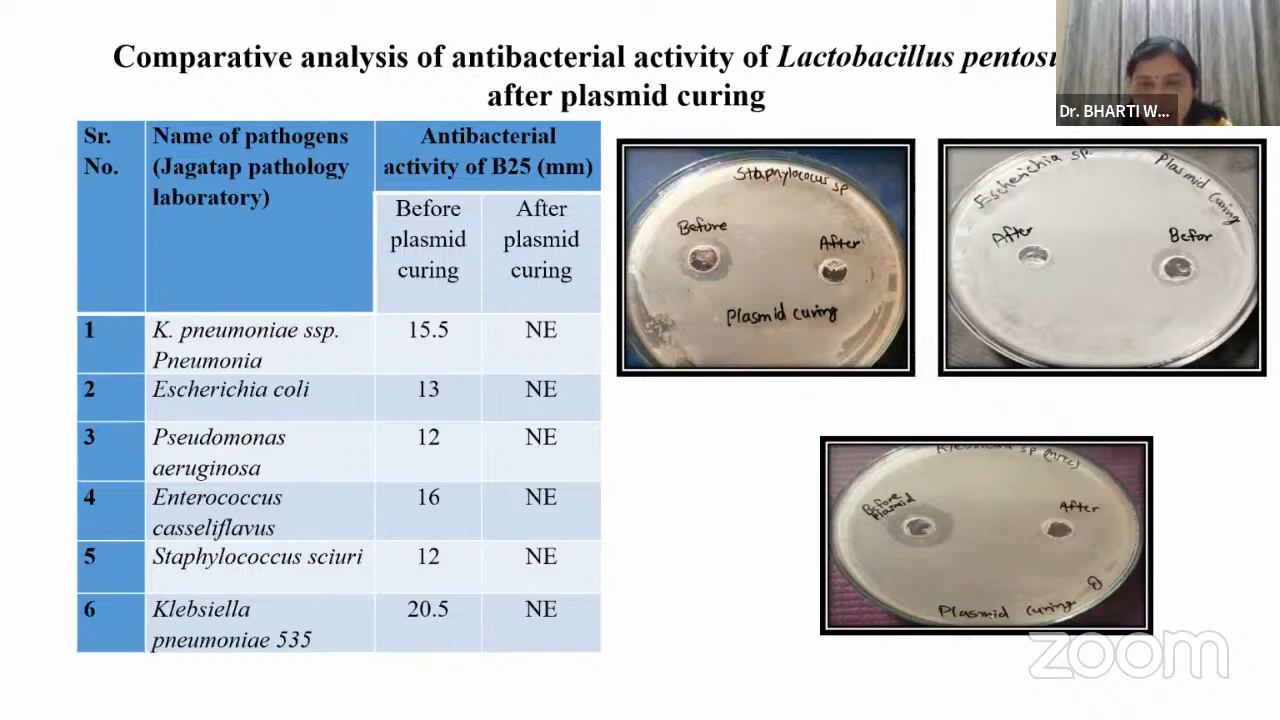 Comparative analysis of antibacterial activity of Lactobacillus
after plasmid curing
Dr. BHARTI W...
Sr. No.
Name of pathogens (Jagatap pathology laboratory)
Antibacterial activity of B25 (mm)
Before plasmid curing
After plasmid curing
1 K. pneumoniae ssp. Pneumonia 15.5 NE
2 Escherichia coli 13 NE
3 Pseudomonas aeruginosa 12 NE
4 Enterococcus casseliflavus 16 NE
5 Staphylococcus sciuri 12 NE
6 Klebsiella pneumoniae 535 20.5 NE
Staphylococus sp
Before
After
Plasmid curing
Escherichia sp.
Plasmid curing
After
Befor
Before Plasmid
After
Plasmid curing
zoom